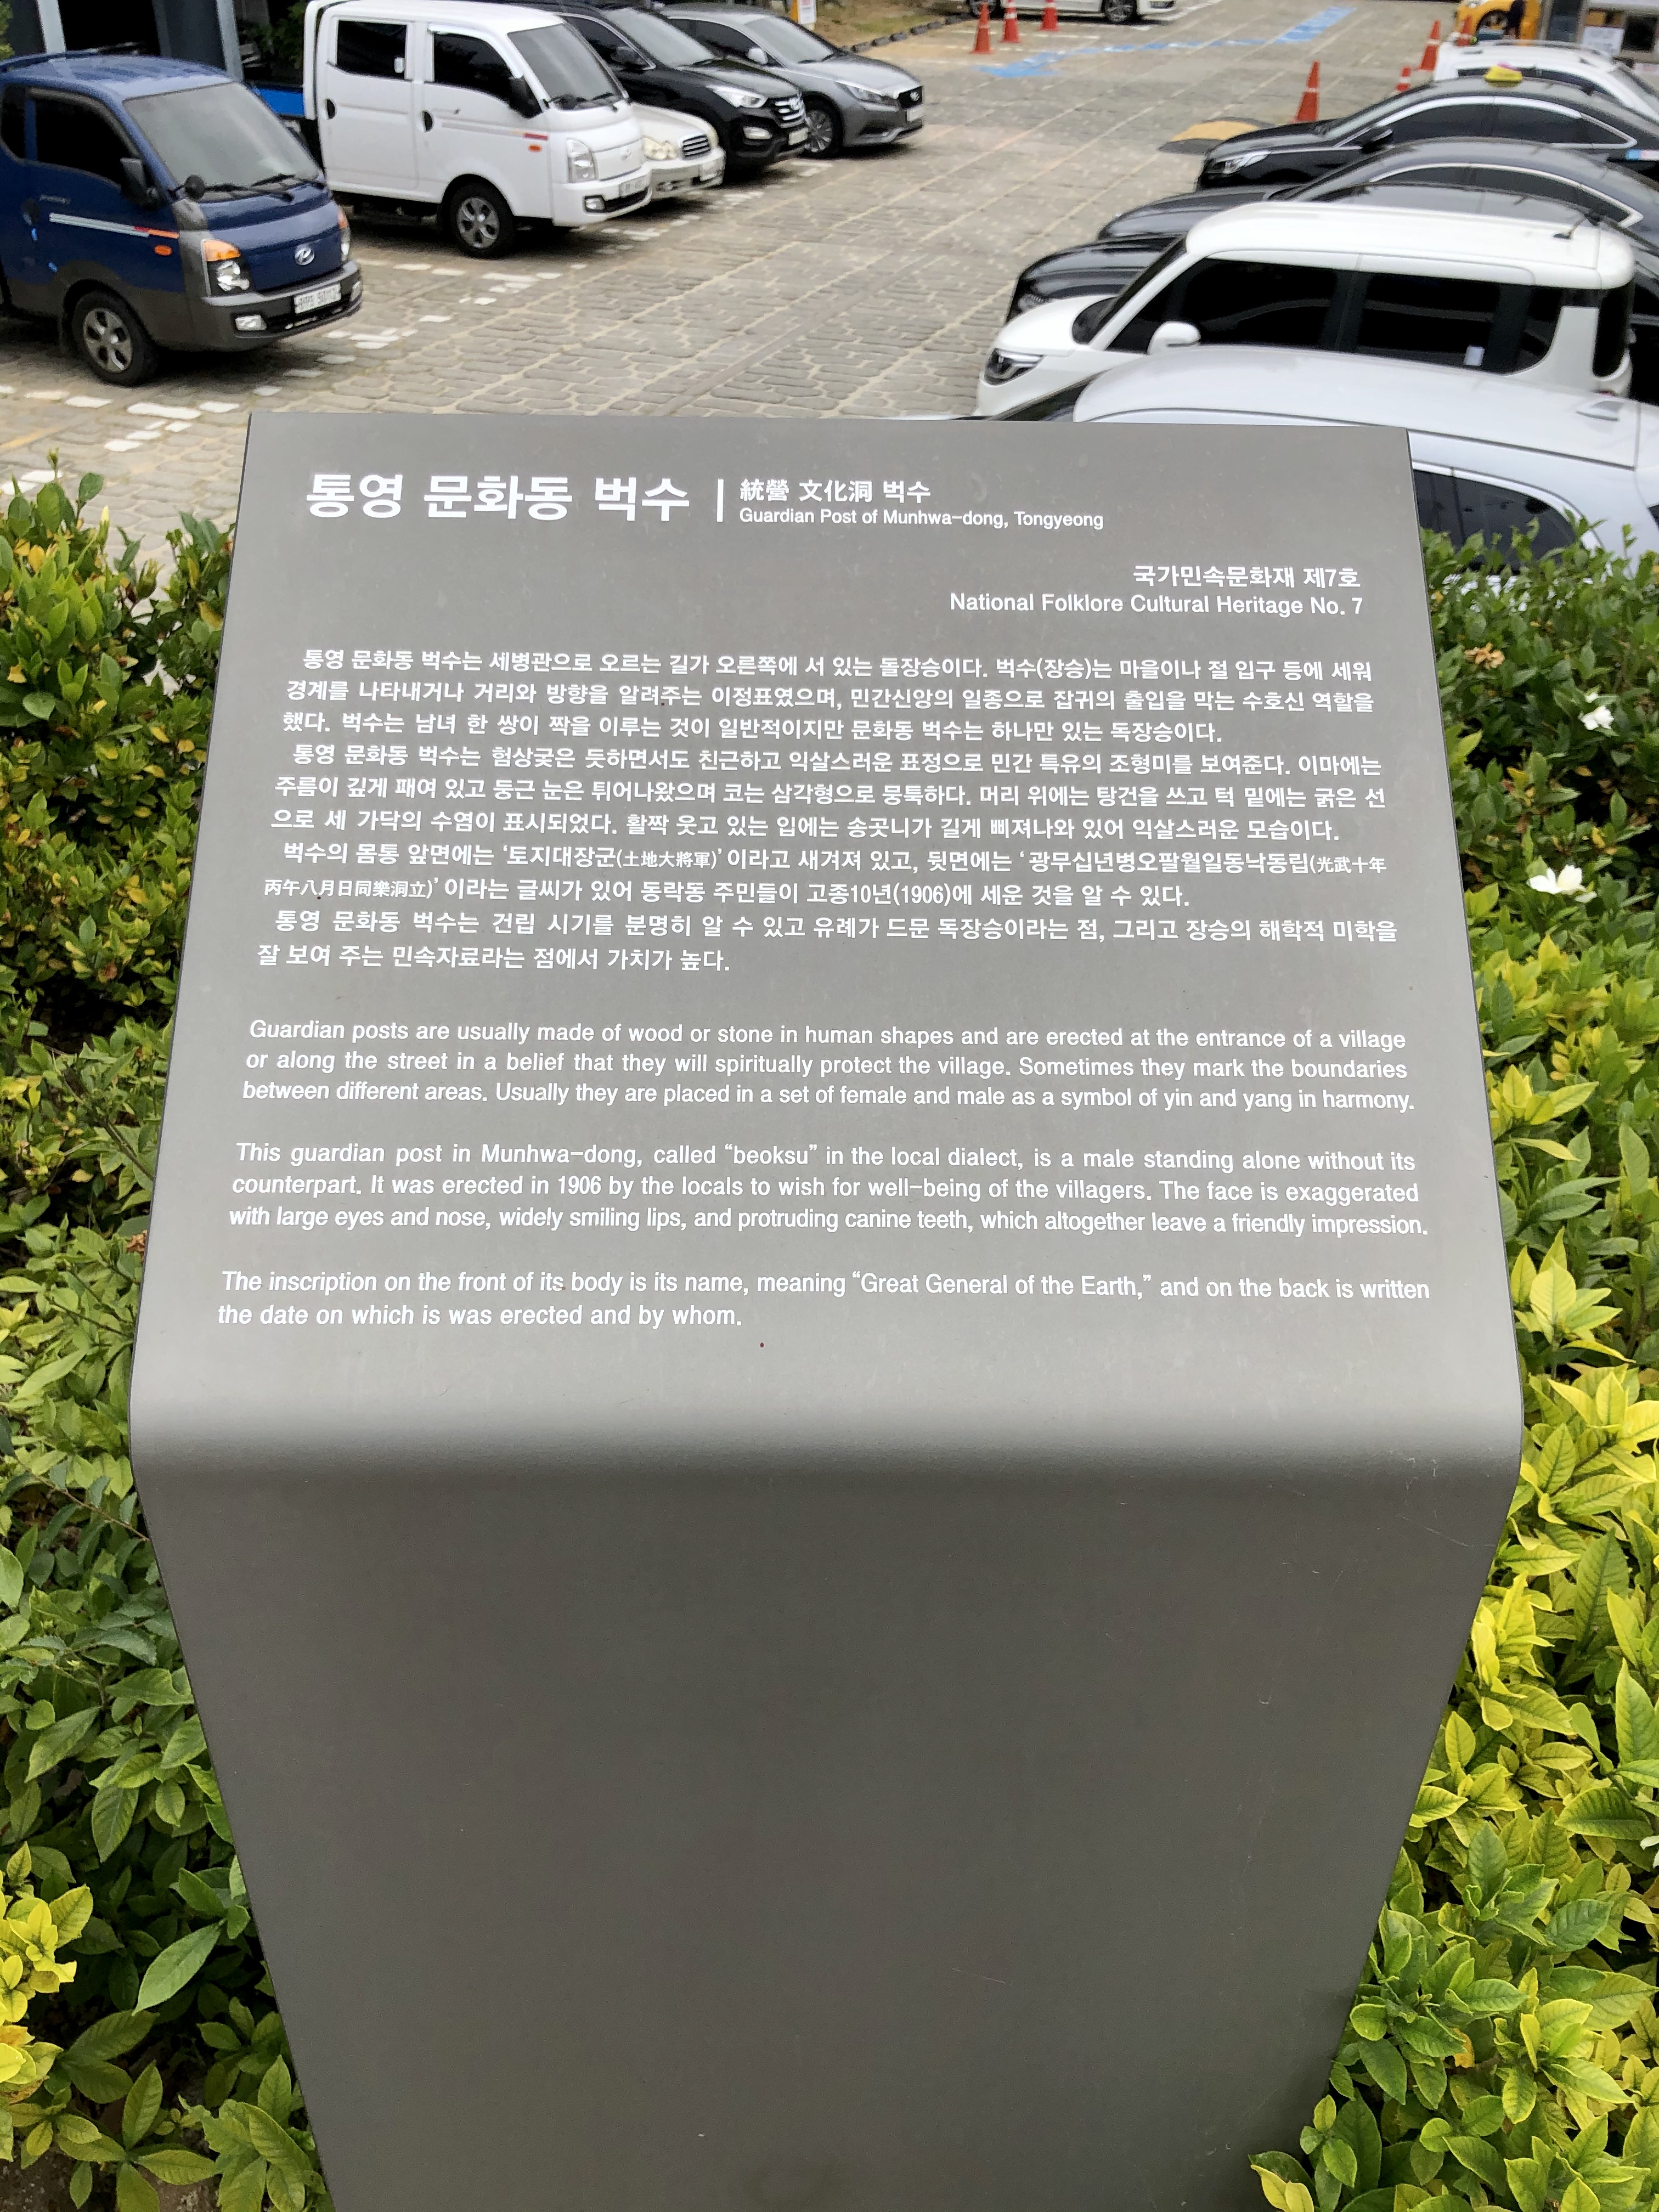 통영 문화동 벅수 | 統營 文化洞 벅수
Guardian Post of Munhwa-dong, Tongyeong
국가민속문화재 제7호
National Folklore Cultural Heritage No. 7
통영 문화동 벅수는 세병관으로 오르는 길가 오른쪽에 서 있는 돌장승이다. 벅수(장승)는 마을이나 절 입구 등에 세워
경계를 나타내거나 거리와 방향을 알려주는 이정표였으며, 민간신앙의 일종으로 잡귀의 출입을 막는 수호신 역할을
했다. 벅수는 남녀 한 쌍이 짝을 이루는 것이 일반적이지만 문화동 벅수는 하나만 있는 독장승이다.
통영 문화동 벅수는 험상궂은 듯하면서도 친근하고 익살스러운 표정으로 민간 특유의 조형미를 보여준다. 이마에는
주름이 깊게 패여 있고 둥근 눈은 튀어나왔으며 코는 삼각형으로 뭉툭하다. 머리 위에는 탕건을 쓰고 턱 밑에는 굵은 선
으로 세 가닥의 수염이 표시되었다. 활짝 웃고 있는 입에는 송곳니가 길게 삐져나와 있어 익살스러운 모습이다.
벅수의 몸통 앞면에는 ‘토지대장군(土地大將軍)’이라고 새겨져 있고, 뒷면에는 ‘광무십년병오팔월일동낙동립(光武十年
丙午八月日同樂洞立)’이라는 글씨가 있어 동락동 주민들이 고종10년(1906)에 세운 것을 알 수 있다.
통영 문화동 벅수는 건립 시기를 분명히 알 수 있고 유례가 드문 독장승이라는 점, 그리고 장승의 해학적 미학을
잘 보여 주는 민속자료라는 점에서 가치가 높다.
Guardian posts are usually made of wood or stone in human shapes and are erected at the entrance of a village
or along the street in a belief that they will spiritually protect the village. Sometimes they mark the boundaries
between different areas. Usually they are placed in a set of female and male as a symbol of yin and yang in harmony.
This guardian post in Munhwa-dong, called “beoksu” in the local dialect, is a male standing alone without its
counterpart. It was erected in 1906 by the locals to wish for well-being of the villagers. The face is exaggerated
with large eyes and nose, widely smiling lips, and protruding canine teeth, which altogether leave a friendly impression.
The inscription on the front of its body is its name, meaning “Great General of the Earth,” and on the back is written
the date on which is was erected and by whom.